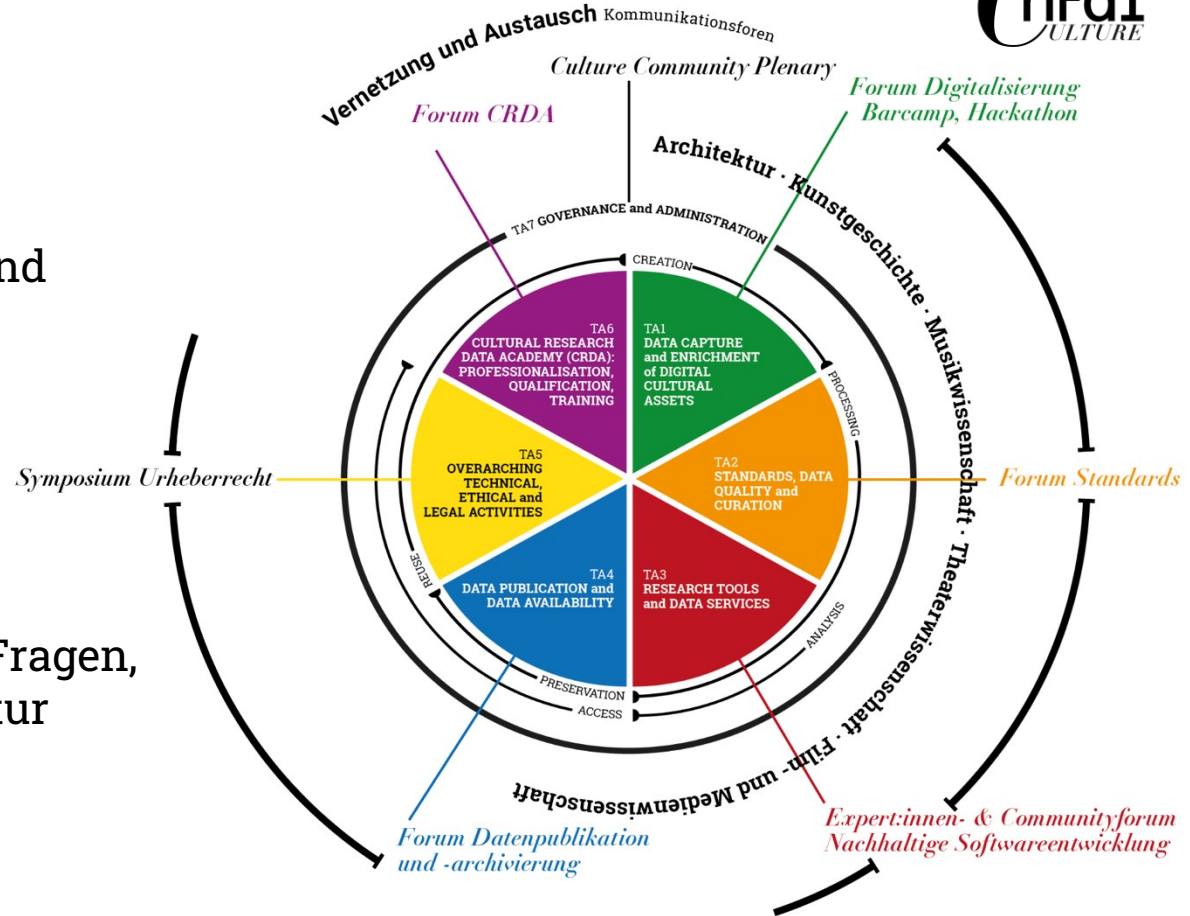 nFDI
CULTURE
Vernetzung und Austausch Kommunikationsforen
Culture Community Plenary
Forum CRDA
Forum Digitalisierung
Barcamp, Hackathon
Architektur · Kunstgeschichte · Musikwissenschaft · Theaterwissenschaft · Film- und Medienwissenschaft
TA7 GOVERNANCE and ADMINISTRATION
nd
CREATION
TA6
CULTURAL RESEARCH
DATA ACADEMY (CRDA):
PROFESSIONALISATION,
QUALIFICATION,
TRAINING
TA1
DATA CAPTURE
and ENRICHMENT
of DIGITAL
CULTURAL
ASSETS
PROCESSING
TA5
OVERARCHING
TECHNICAL,
ETHICAL and
LEGAL ACTIVITIES
TA2
STANDARDS, DATA
QUALITY and
CURATION
Symposium Urheberrecht
Forum Standards
REUSE
TA4
DATA PUBLICATION and
DATA AVAILABILITY
TA3
RESEARCH TOOLS
and DATA SERVICES
ANALYSIS
Fragen,
tur
PRESERVATION
ACCESS
Forum Datenpublikation
und -archivierung
Expert:innen- & Communityforum
Nachhaltige Softwareentwicklung